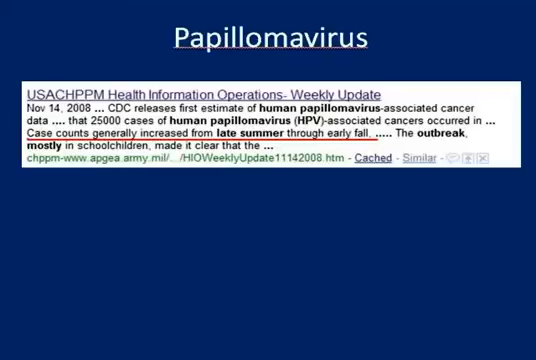 Papillomavirus
USACHPPM Health Information Operations- Weekly Update
Nov 14, 2008 ... CDC releases first estimate of human papillomavirus-associated cancer
data .... that 25000 cases of human papillomavirus (HPV)-associated cancers occurred in ...
Case counts generally increased from late summer through early fall, ..... The outbreak,
mostly in schoolchildren, made it clear that the ...
chppm-www.apgea.army.mil/.../HIOWeeklyUpdate11142008.htm - Cached - Similar -